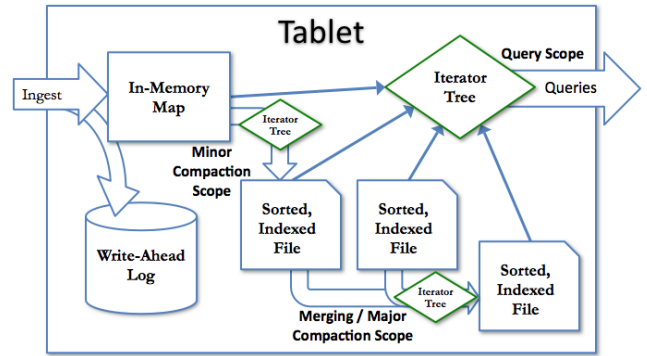 Tablet
Query Scope
Ingest
In-Memory
Map
Iterator
Tree
Queries
Iterator
Tree
Minor
Compaction
Scope
Sorted,
Indexed
File
Sorted,
Indexed
File
Write-Ahead
Log
Sorted,
Indexed
File
Iterator
Tree
Merging / Major
Compaction Scope